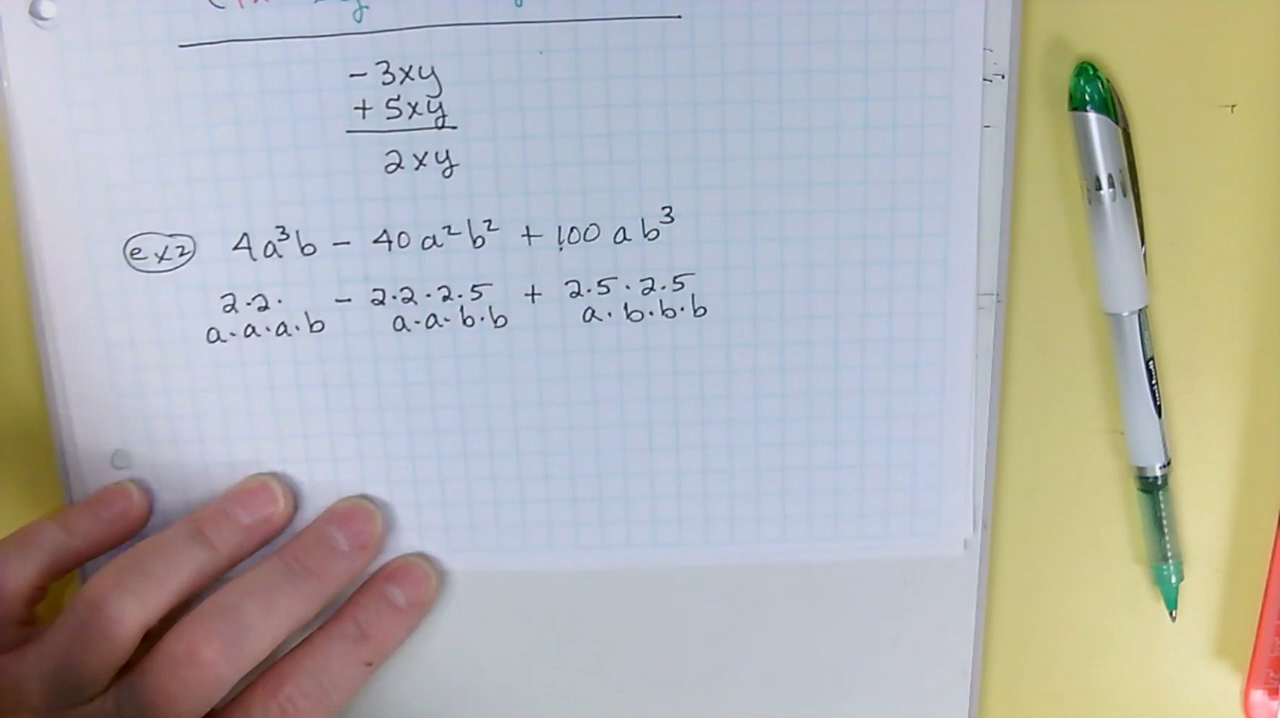 - 3xy
+ 5xy
2xy
ex2 4a³b - 40a²b² + 100ab³
2·2· - 2·2·2·5 + 2·5·2·5
a·a·a·b a·a·b·b a·b·b·b